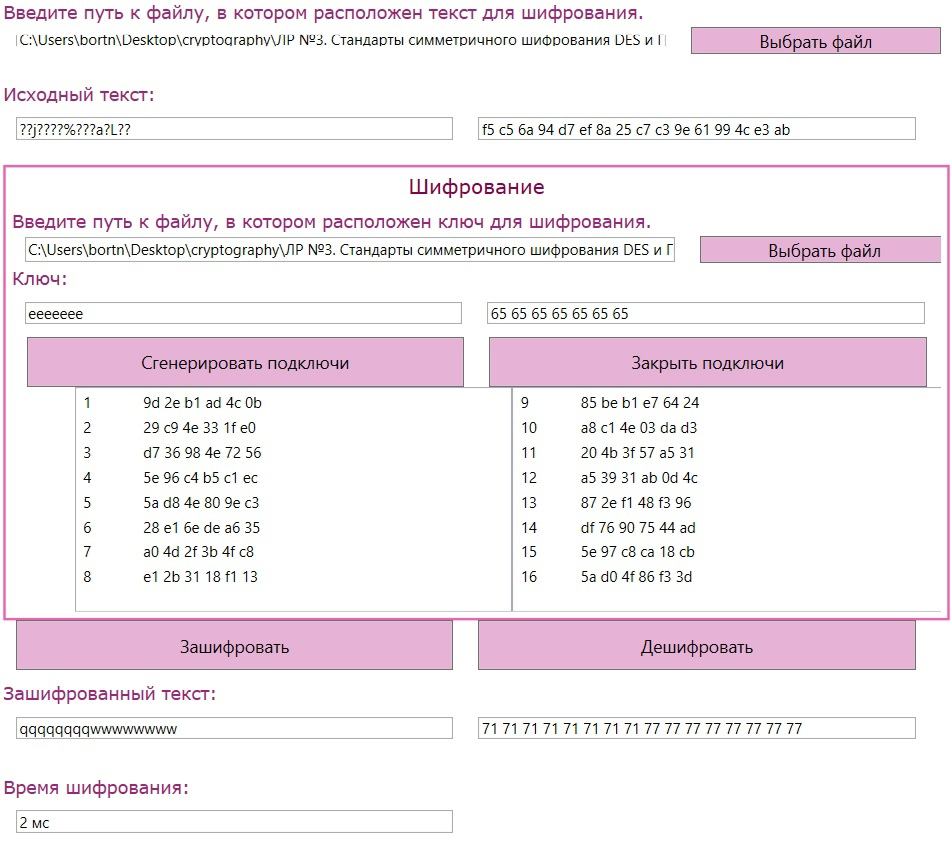 Введите путь к файлу, в котором расположен текст для шифрования.
C:\Users\bortn\Desktop\cryptography\ЛР №3. Стандарты симметричного шифрования DES и Г Выбрать файл
Исходный текст:
??j????%???a?L?? f5 c5 6a 94 d7 ef 8a 25 c7 c3 9e 61 99 4c e3 ab
Шифрование
Введите путь к файлу, в котором расположен ключ для шифрования.
C:\Users\bortn\Desktop\cryptography\ЛР №3. Стандарты симметричного шифрования DES и Г Выбрать файл
Ключ:
eeeeeee 65 65 65 65 65 65 65
Сгенерировать подключи Закрыть подключи
1 9d 2e b1 ad 4c 0b 9 85 be b1 e7 64 24
2 29 c9 4e 33 1f e0 10 a8 c1 4e 03 da d3
3 d7 36 98 4e 72 56 11 20 4b 3f 57 a5 31
4 5e 96 c4 b5 c1 ec 12 a5 39 31 ab 0d 4c
5 5a d8 4e 80 9e c3 13 87 2e f1 48 f3 96
6 28 e1 6e de a6 35 14 df 76 90 75 44 ad
7 a0 4d 2f 3b 4f c8 15 5e 97 c8 ca 18 cb
8 e1 2b 31 18 f1 13 16 5a d0 4f 86 f3 3d
Зашифровать Дешифровать
Зашифрованный текст:
qqqqqqqqwwwwwwww 71 71 71 71 71 71 71 71 77 77 77 77 77 77 77 77
Время шифрования:
2 мс